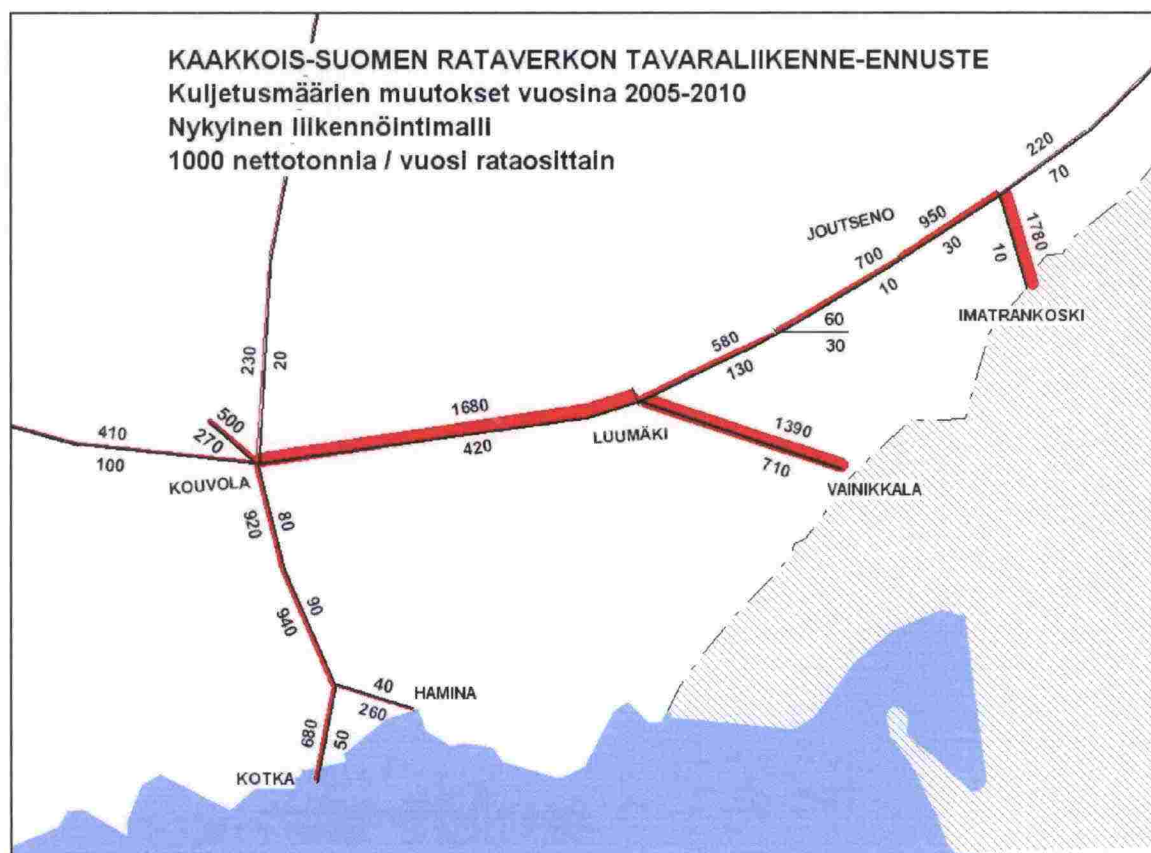 KAAKKOIS-SUOMEN RATAVERKON TAVARALIIKENNE-ENNUSTE
Kuljetusmäärien muutokset vuosina 2005-2010
Nykyinen liikennöintimalli
1000 nettotonnia / vuosi rataosittain
220
70
JOUTSENO
950
30
1780
10
IMATRANKOSKI
700
10
60
30
580
130
230
20
1680
420
LUUMÄKI
1390
710
VAINIKKALA
500
270
410
100
KOUVOLA
920
80
940
90
40
260
HAMINA
680
50
KOTKA